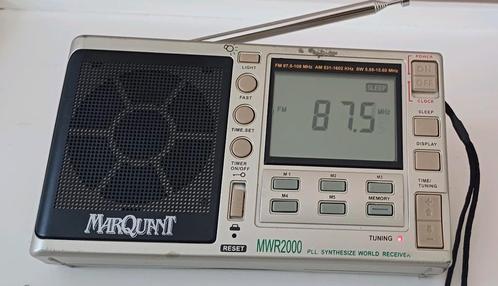 POWER
LIGHT
FM 87.5-108 MHz AM 531-1602 KHz SW 5.95-15.60 MHz
ON
OFF
SLEEP
CLOCK
FAST
SLEEP
FM
87.5
TIME.SET
DISPLAY
TIMER
ON/OFF
M 1
M2
M3
TIME/
TUNING
M4
M5
MEMORY
MARQUANT
TUNING
RESET
MWR2000
PLL SYNTHESIZE WORLD RECEIVER